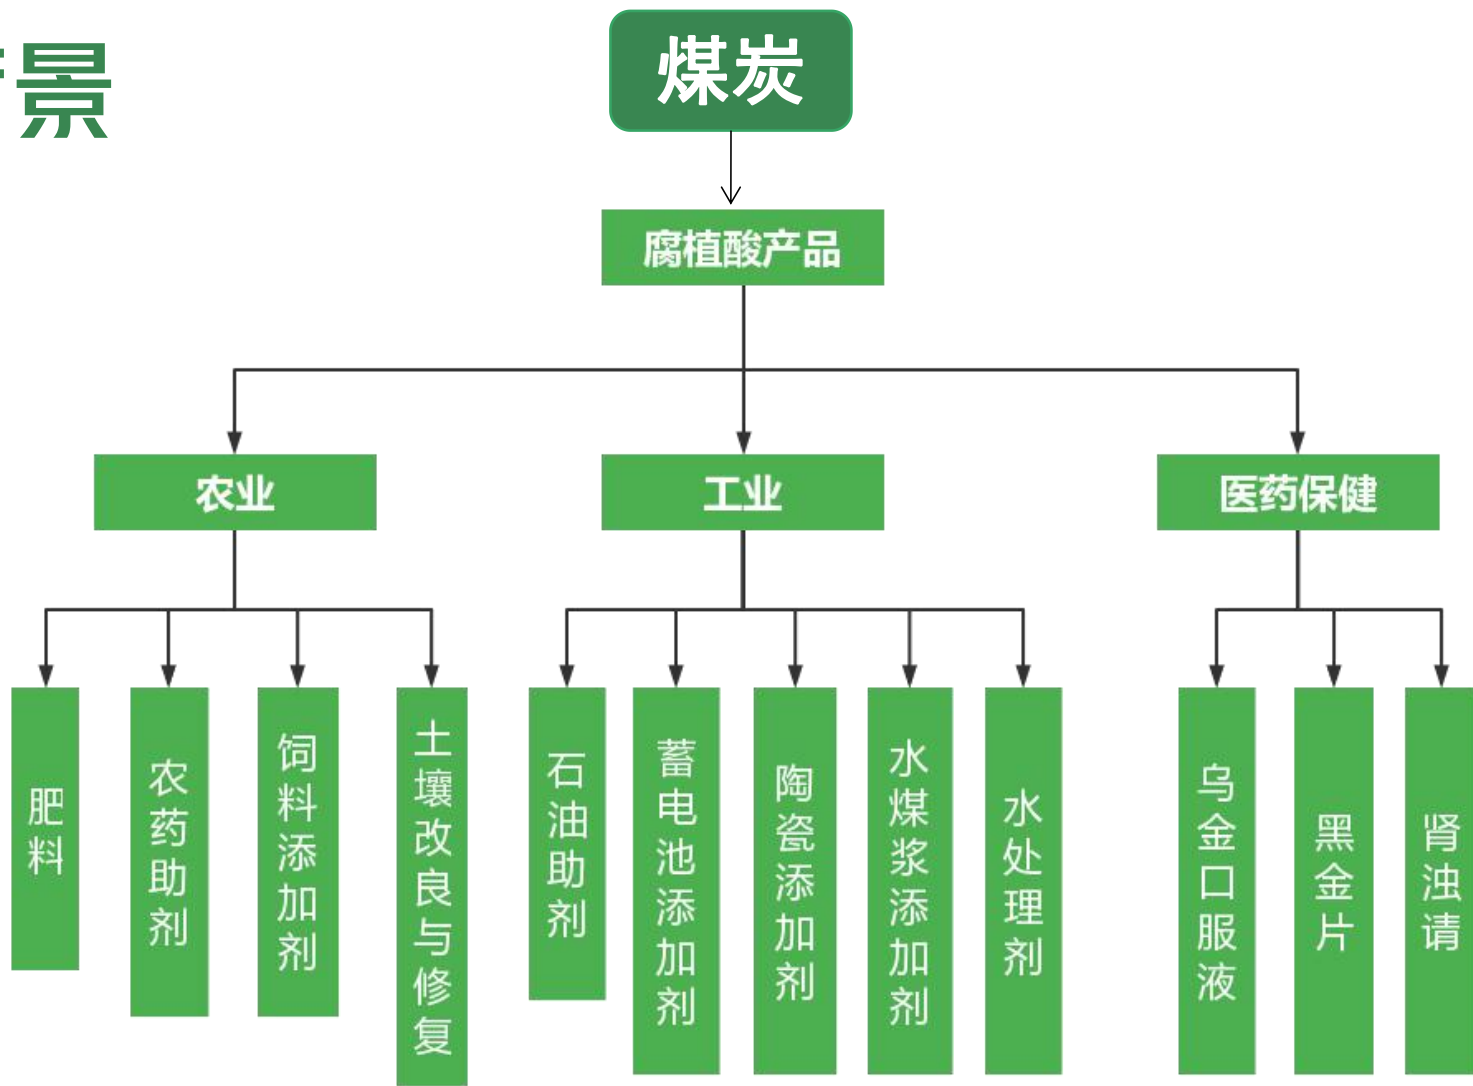 景
煤炭
腐植酸产品
农业
工业
医药保健
肥料
农药助剂
饲料添加剂
土壤改良与修复
石油助剂
蓄电池添加剂
陶瓷添加剂
水煤浆添加剂
水处理剂
乌金口服液
黑金片
肾浊请